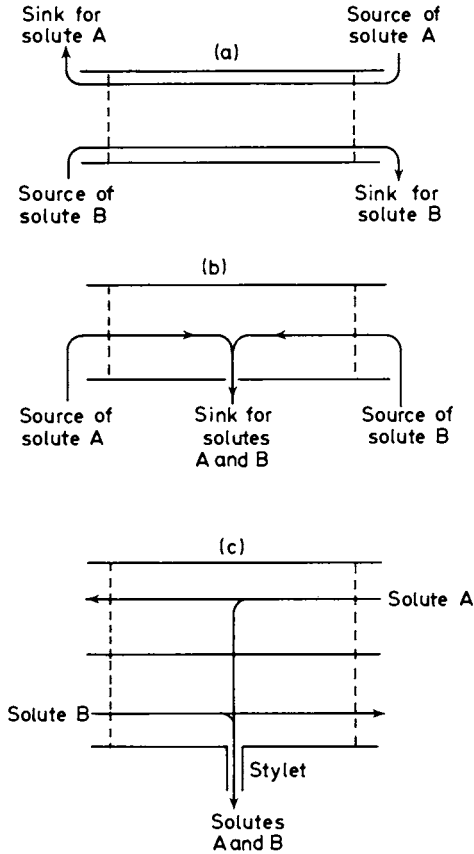 Sink for
solute A
(a)
Source of
solute A
Source of
solute B
Sink for
solute B
(b)
Source of
solute A
Sink for
solutes
A and B
Source of
solute B
(c)
Solute A
Solute B
Stylet
Solutes
A and B